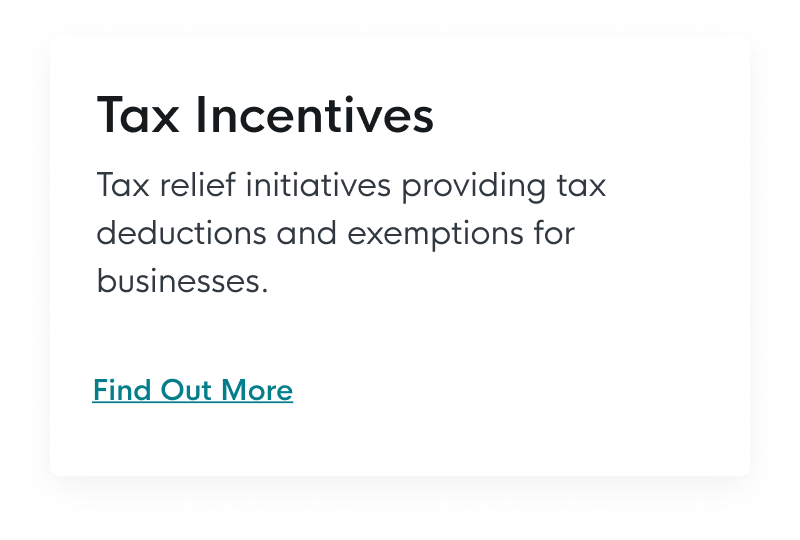 Tax Incentives
Tax relief initiatives providing tax
deductions and exemptions for
businesses.
Find Out More